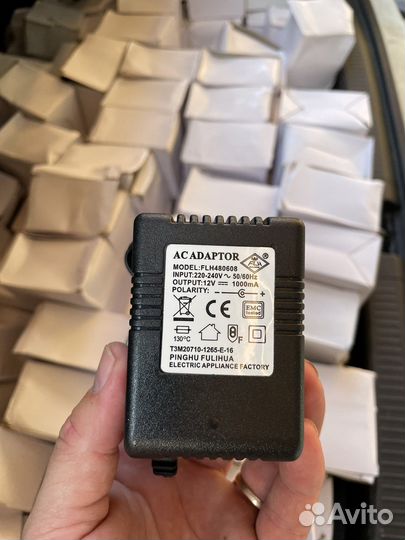 AC ADAPTOR
MODEL:FLH480608
INPUT:220-240V ~ 50/60Hz
OUTPUT:12V ⎓ 1000mA
POLARITY:
EMC
tested
130°C
F
T3M20710-1265-E-16
PINGHU FULIHUA
ELECTRIC APPLIANCE FACTORY
Avito